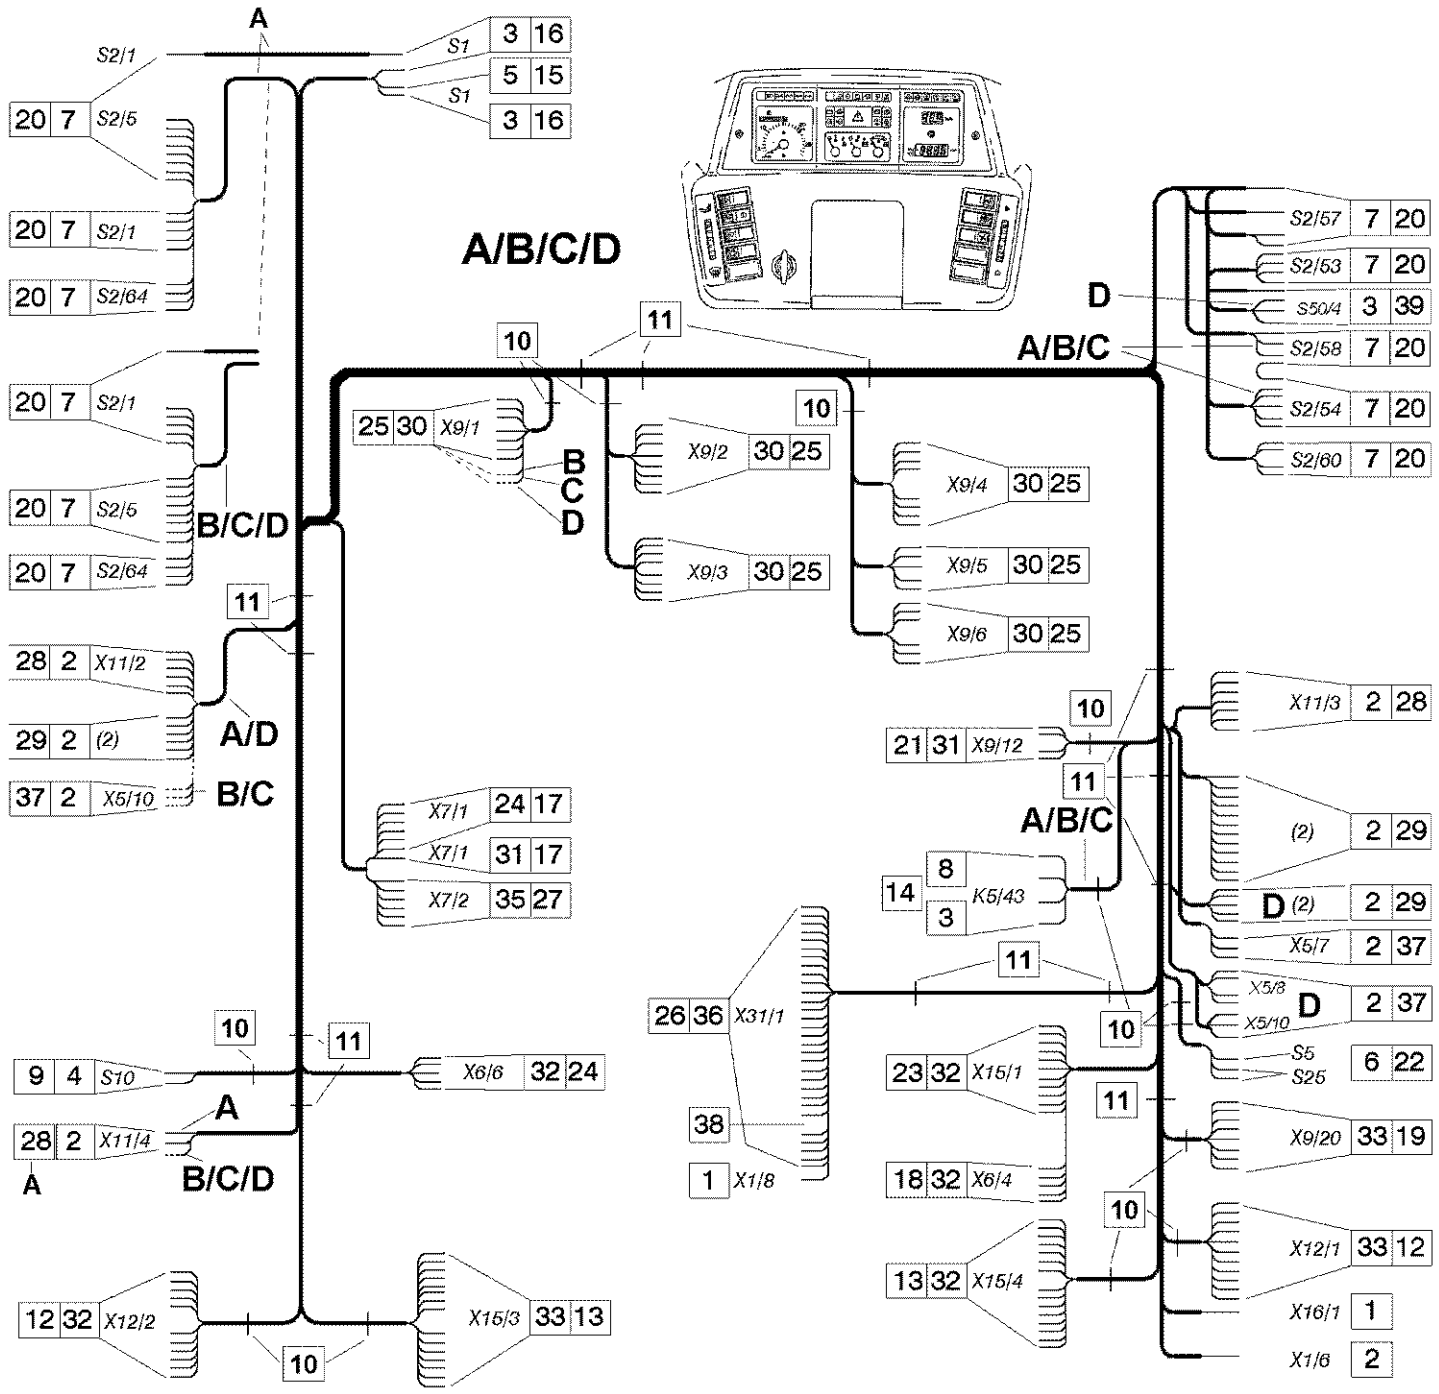 A
S2/1
S1 3 16
5 15
S1
3 16
20 7 S2/5
20 7 S2/1
20 7 S2/64
A/B/C/D
S2/57 7 20
S2/53 7 20
D S50/4 3 39
A/B/C S2/58 7 20
S2/54 7 20
S2/60 7 20
11
10
10
20 7 S2/1
20 7 S2/5
B/C/D
20 7 S2/64
25 30 X9/1
B
C
D
X9/2 30 25
X9/3 30 25
X9/4 30 25
X9/5 30 25
X9/6 30 25
11
28 2 X11/2
A/D
29 2 (2)
37 2 X5/10 B/C
X7/1 24 17
X7/1 31 17
X7/2 35 27
10
21 31 X9/12
11
A/B/C
8
14 K5/43
3
X11/3 2 28
(2) 2 29
D (2) 2 29
X5/7 2 37
X5/8 D 2 37
X5/10
S5 6 22
S25
11
10
26 36 X31/1
38
1 X1/8
10
11
9 4 S10
X6/6 32 24
A
28 2 X11/4
A
B/C/D
23 32 X15/1
18 32 X6/4
11
X9/20 33 19
10
X12/1 33 12
13 32 X15/4
12 32 X12/2
X15/3 33 13
10
X16/1 1
X1/6 2